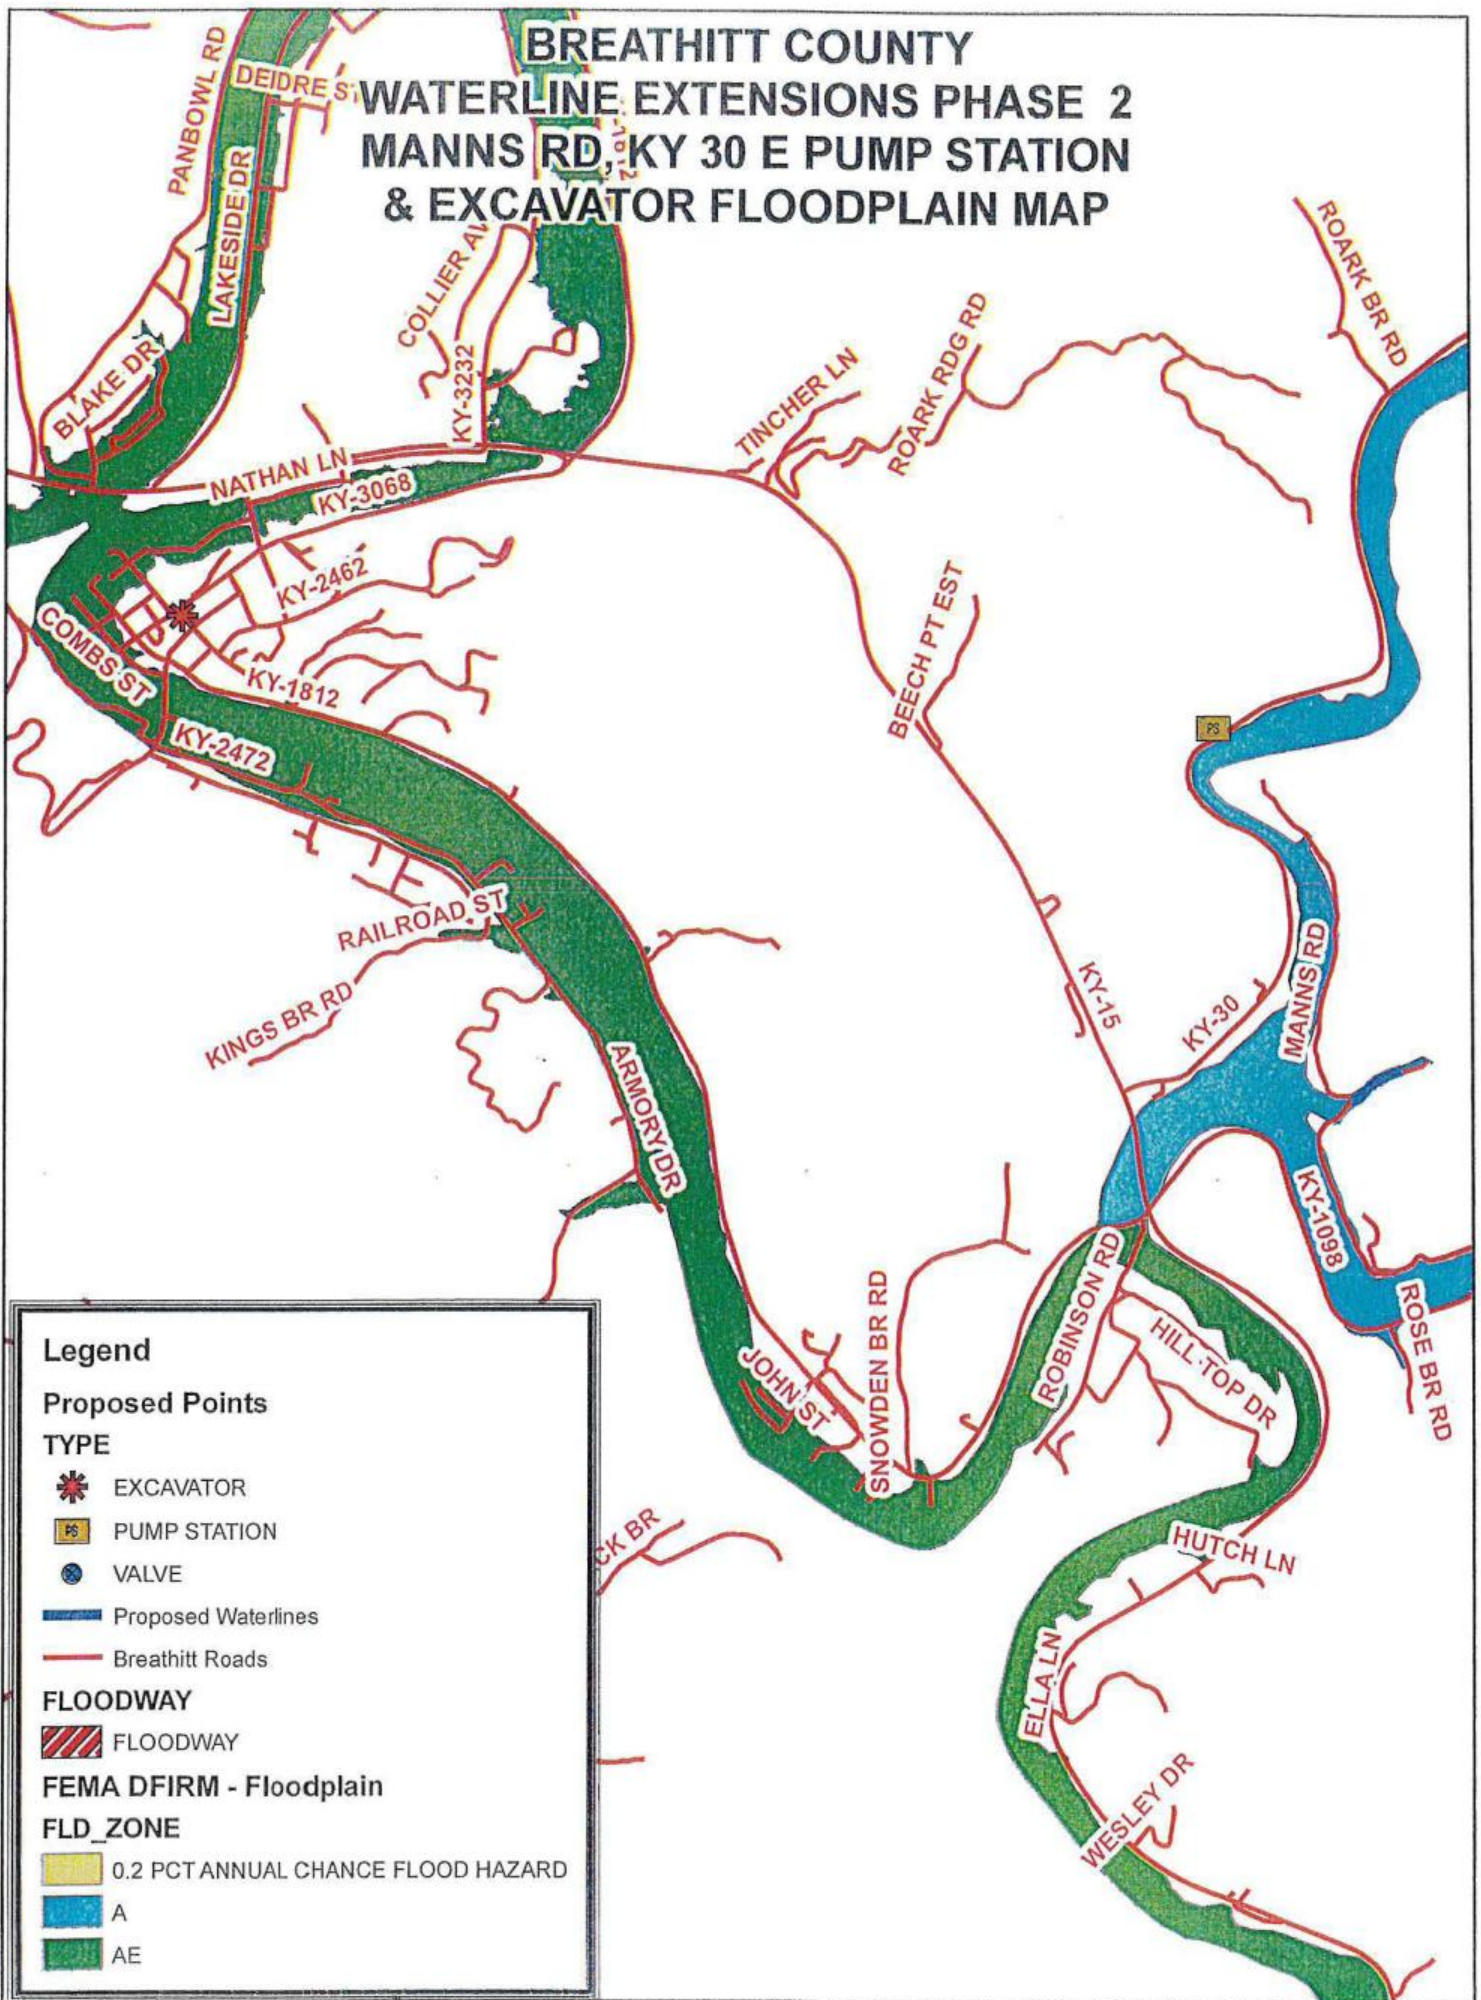 BREATHITT COUNTY
WATERLINE EXTENSIONS PHASE 2
MANNS RD, KY 30 E PUMP STATION
& EXCAVATOR FLOODPLAIN MAP
PANBOWL RD
DEIDRE
LAKESIDE DR
COLLIER
ROARK BR RD
BLAKE DR
KY-3232
TINCHER LN
ROARK RDG RD
NATHAN LN
KY-3068
KY-2462
COMBS ST
KY-1812
BEECH PT EST
KY-2472
PS
RAILROAD ST
KINGS BR RD
KY-15
KY-30
MANNS RD
ARMORY DR
KY-1098
ROBINSON RD
HILL TOP DR
ROSE BR RD
JOHN ST
SNOWDEN BR RD
CK BR
HUTCH LN
ELLA LN
WESLEY DR
Legend
Proposed Points
TYPE
EXCAVATOR
PS PUMP STATION
VALVE
Proposed Waterlines
Breathitt Roads
FLOODWAY
FLOODWAY
FEMA DFIRM - Floodplain
FLD_ZONE
0.2 PCT ANNUAL CHANCE FLOOD HAZARD
A
AE